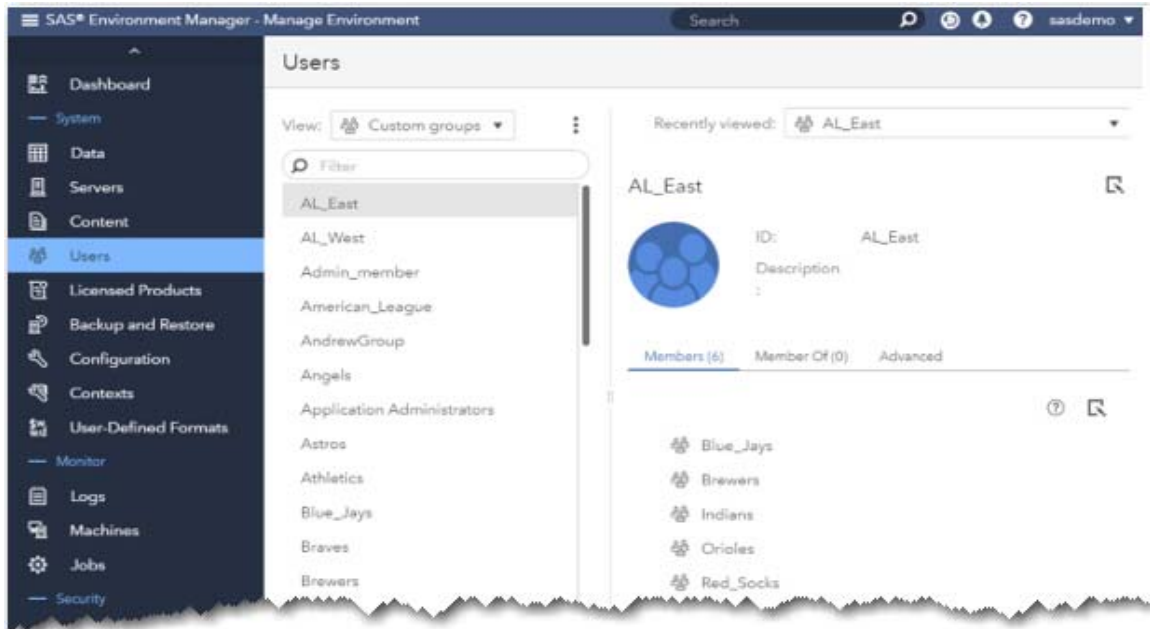 SAS® Environment Manager - Manage Environment
Search
sasdemo
Dashboard
System
Data
Servers
Content
Users
Licensed Products
Backup and Restore
Configuration
Contexts
User-Defined Formats
Monitor
Logs
Machines
Jobs
Security
Users
View: Custom groups
Filter
AL_East
AL_West
Admin_member
American_League
AndrewGroup
Angels
Application Administrators
Astros
Athletics
Blue_Jays
Braves
Brewers
Recently viewed: AL_East
AL_East
ID: AL_East
Description
:
Members (6) Member Of (0) Advanced
Blue_Jays
Brewers
Indians
Orioles
Red_Socks